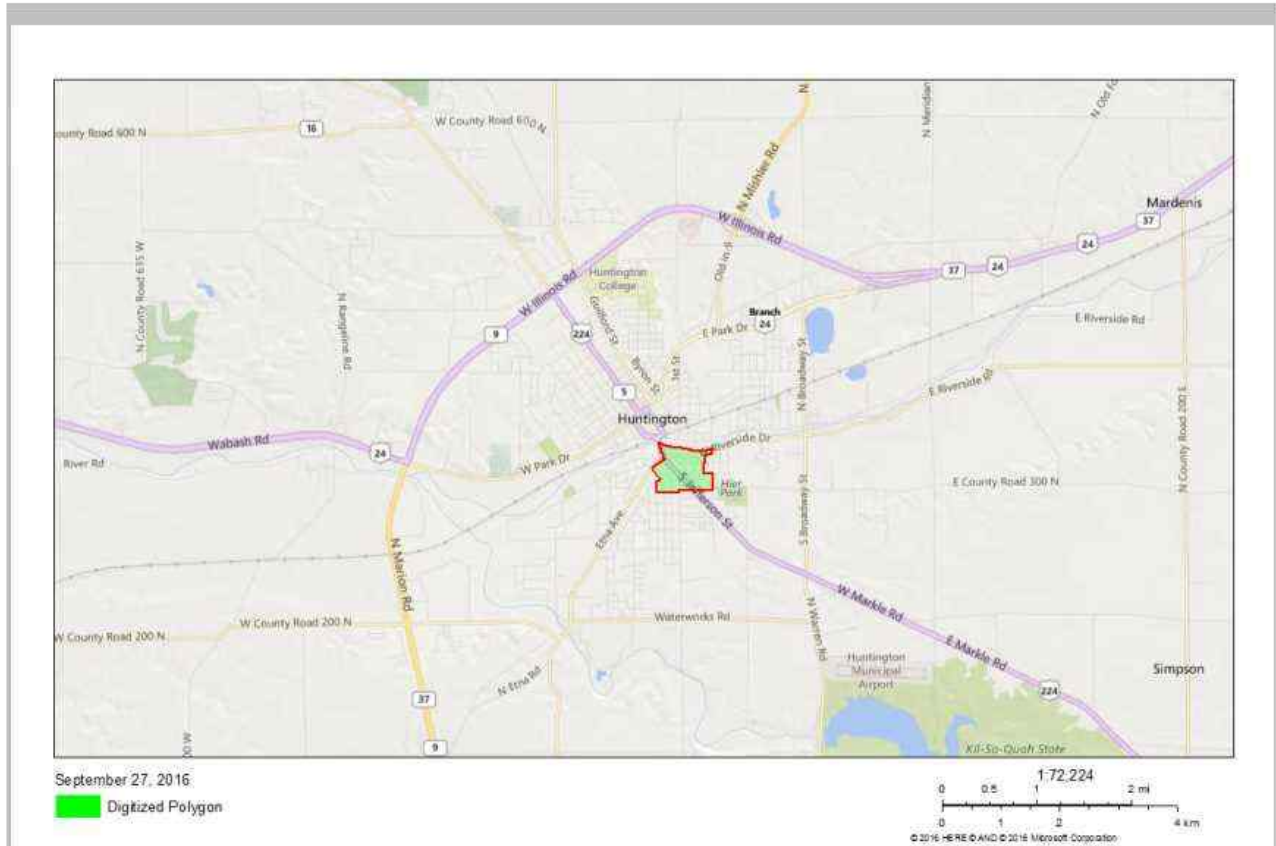 W County Road 600 N
16
N Meridian
N
N Mishler Rd
Mardenis
37
W Illinois Rd
24
N County Road 635 W
Old in-9
37
24
Huntington
College
W Illinois Rd
N Rangeline Rd
Guilford St
Branch
24
E Riverside Rd
E Park Dr
9
224
Byron St
1st St
N Broadway St
E Riverside Rd
5
Huntington
N County Road 200 E
Wabash Rd
Riverside Dr
24
River Rd
W Park Dr
Hier
Park
E County Road 300 N
S Jefferson St
Etna Ave
S Broadway St
N Marion Rd
W Markle Rd
Waterworks Rd
W County Road 200 N
W County Road 200 N
N Warren Rd
E Markle Rd
Huntington
Municipal
Airport
Simpson
N Etna Rd
224
37
9
00 W
Kil-So-Quah State
September 27, 2016
Digitized Polygon
1:72,224
0 0.5 1 2 mi
0 1 2 4 km
© 2016 HERE © AND © 2016 Microsoft Corporation